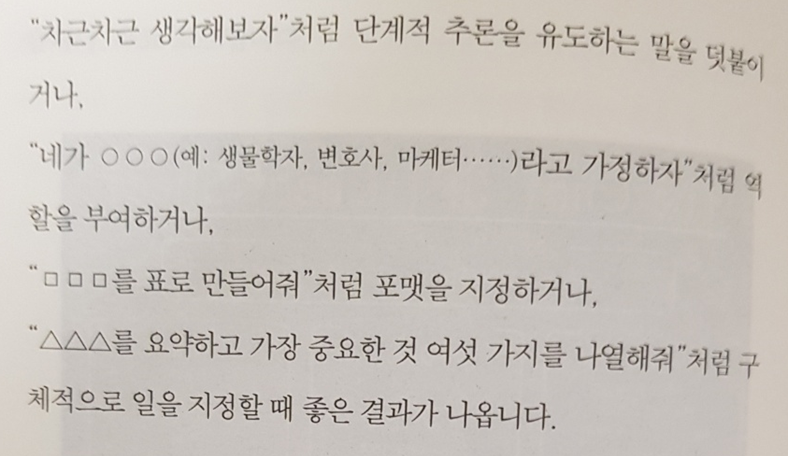 “차근차근 생각해보자”처럼 단계적 추론을 유도하는 말을 덧붙이
거나,
“네가 ○○○(예: 생물학자, 변호사, 마케터……)라고 가정하자”처럼 역
할을 부여하거나,
“□□□를 표로 만들어줘”처럼 포맷을 지정하거나,
“△△△를 요약하고 가장 중요한 것 여섯 가지를 나열해줘”처럼 구
체적으로 일을 지정할 때 좋은 결과가 나옵니다.